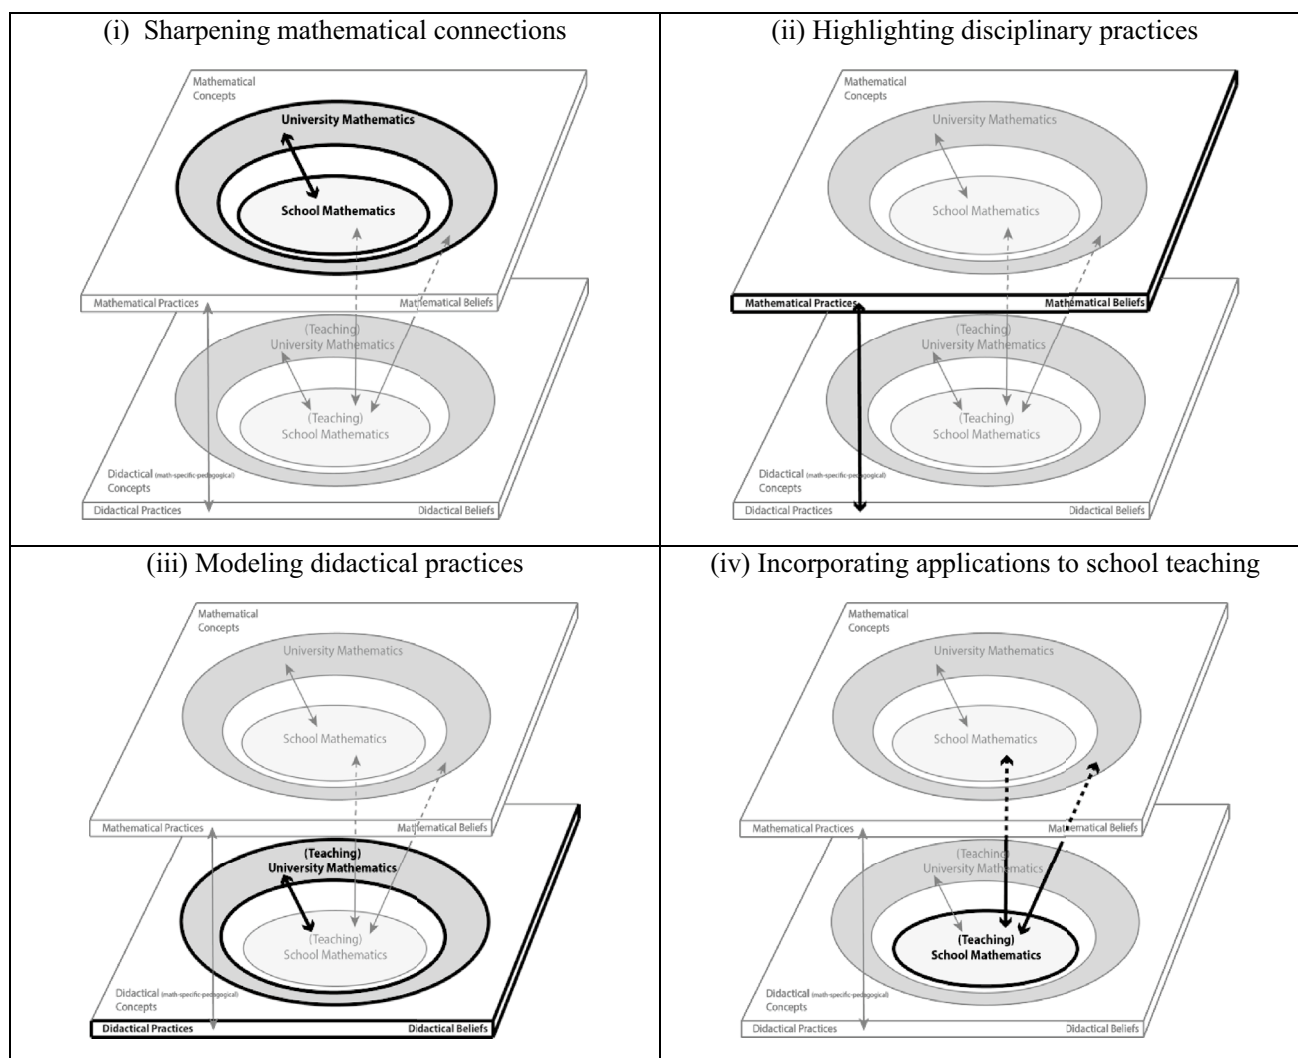 (i) Sharpening mathematical connections
Mathematical
Concepts
University Mathematics
School Mathematics
Mathematical Practices
Mathematical Beliefs
(Teaching)
University Mathematics
(Teaching)
School Mathematics
Didactical (math-specific-pedagogical)
Concepts
Didactical Practices
Didactical Beliefs
(ii) Highlighting disciplinary practices
Mathematical
Concepts
University Mathematics
School Mathematics
Mathematical Practices
Mathematical Beliefs
(Teaching)
University Mathematics
(Teaching)
School Mathematics
Didactical (math-specific-pedagogical)
Concepts
Didactical Practices
Didactical Beliefs
(iii) Modeling didactical practices
Mathematical
Concepts
University Mathematics
School Mathematics
Mathematical Practices
Mathematical Beliefs
(Teaching)
University Mathematics
(Teaching)
School Mathematics
Didactical (math-specific-pedagogical)
Concepts
Didactical Practices
Didactical Beliefs
(iv) Incorporating applications to school teaching
Mathematical
Concepts
University Mathematics
School Mathematics
Mathematical Practices
Mathematical Beliefs
(Teaching)
University Mathematics
(Teaching)
School Mathematics
Didactical (math-specific-pedagogical)
Concepts
Didactical Practices
Didactical Beliefs